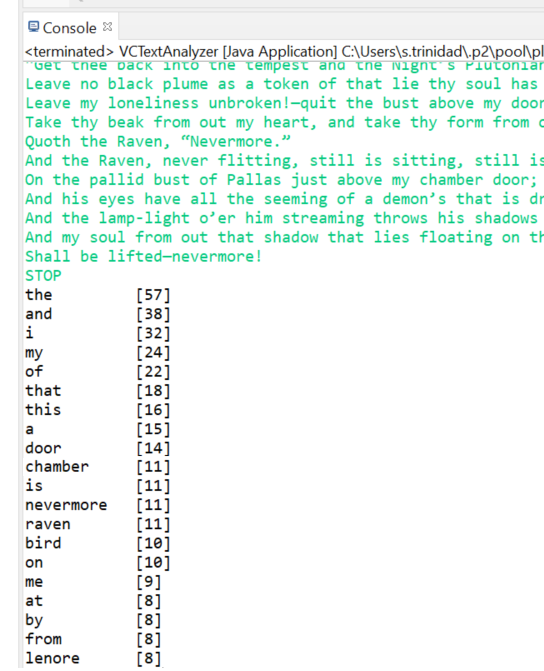 Console
<terminated> VCTextAnalyzer [Java Application] C:\Users\s.trinidad\.p2\pool\pl
"Get thee back into the tempest and the Night's Plutonian
Leave no black plume as a token of that lie thy soul has
Leave my loneliness unbroken!—quit the bust above my door
Take thy beak from out my heart, and take thy form from o
Quoth the Raven, “Nevermore.”
And the Raven, never flitting, still is sitting, still is
On the pallid bust of Pallas just above my chamber door;
And his eyes have all the seeming of a demon’s that is dr
And the lamp-light o’er him streaming throws his shadows
And my soul from out that shadow that lies floating on th
Shall be lifted—nevermore!
STOP
the [57]
and [38]
i [32]
my [24]
of [22]
that [18]
this [16]
a [15]
door [14]
chamber [11]
is [11]
nevermore [11]
raven [11]
bird [10]
on [10]
me [9]
at [8]
by [8]
from [8]
lenore [8]